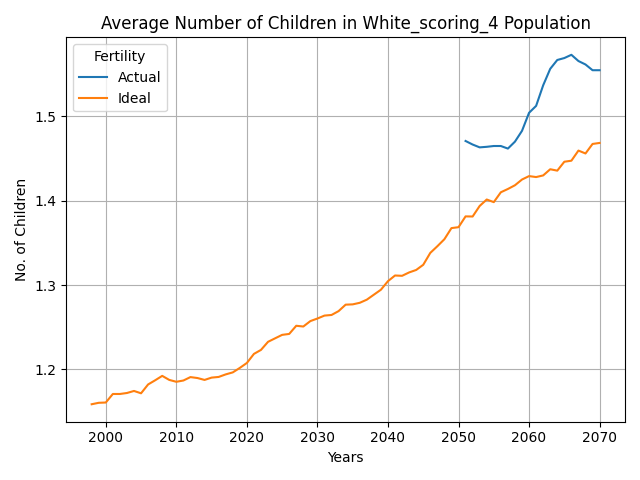 Average Number of Children in White_scoring_4 Population
Fertility
Actual
Ideal
No. of Children
1.5
1.4
1.3
1.2
2000 2010 2020 2030 2040 2050 2060 2070
Years